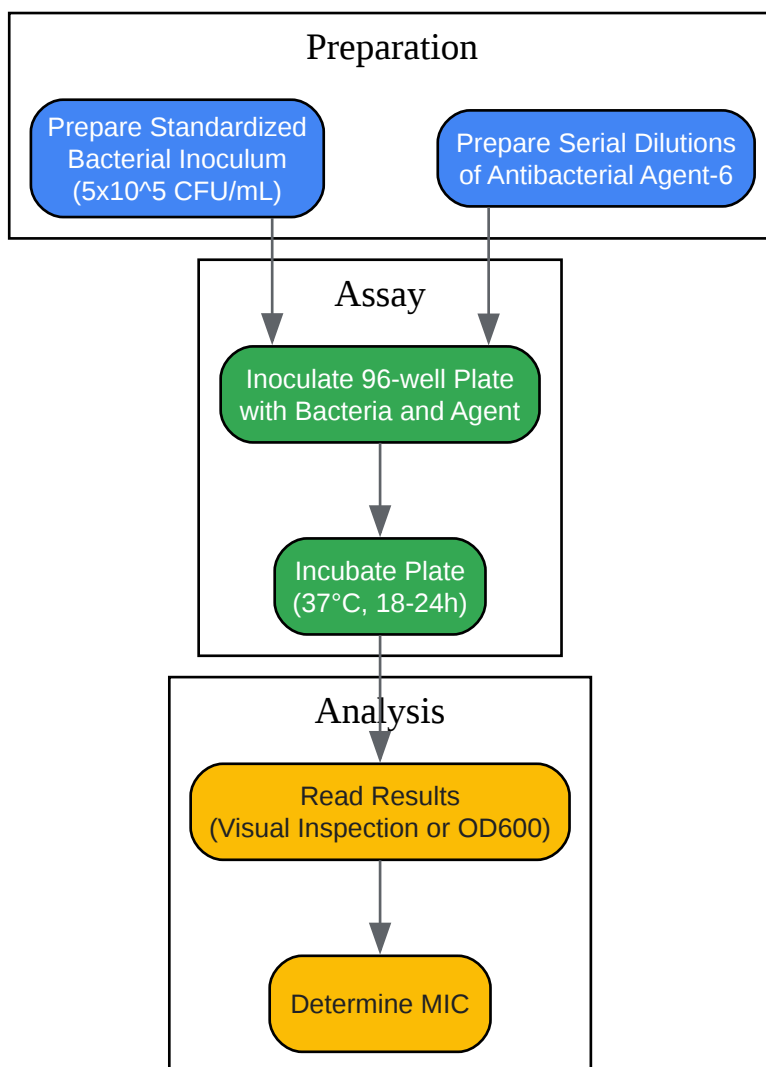 Preparation
Prepare Standardized
Bacterial Inoculum
(5x10^5 CFU/mL)
Prepare Serial Dilutions
of Antibacterial Agent-6
Assay
Inoculate 96-well Plate
with Bacteria and Agent
Incubate Plate
(37°C, 18-24h)
Analysis
Read Results
(Visual Inspection or OD600)
Determine MIC